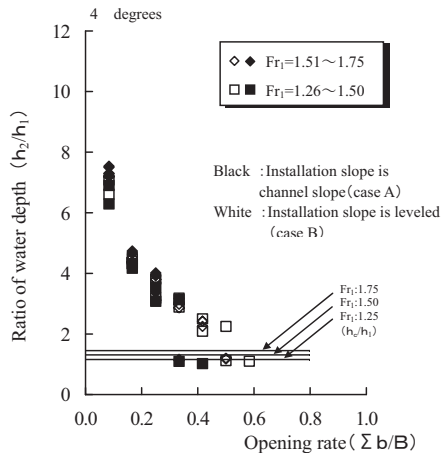 4 degrees
12
10
8
6
4
2
0
Ratio of water depth (h2/h1)
◇ ◆ Fr1=1.51～1.75
□ ■ Fr1=1.26～1.50
Black :Installation slope is
channel slope(case A)
White :Installation slope is leveled
(case B)
Fr1:1.75
Fr1:1.50
Fr1:1.25
(hc/h1)
0.0 0.2 0.4 0.6 0.8 1.0
Opening rate(Σb/B)